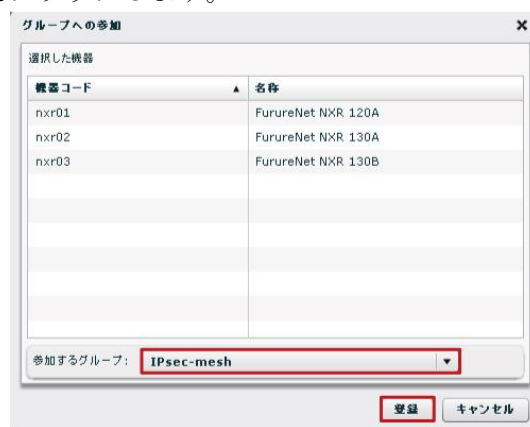 グループへの参加
選択した機器
機器コード ▲ 名称
nxr01 FurureNet NXR 120A
nxr02 FurureNet NXR 130A
nxr03 FurureNet NXR 130B
参加するグループ: IPsec-mesh ▼
登録 キャンセル